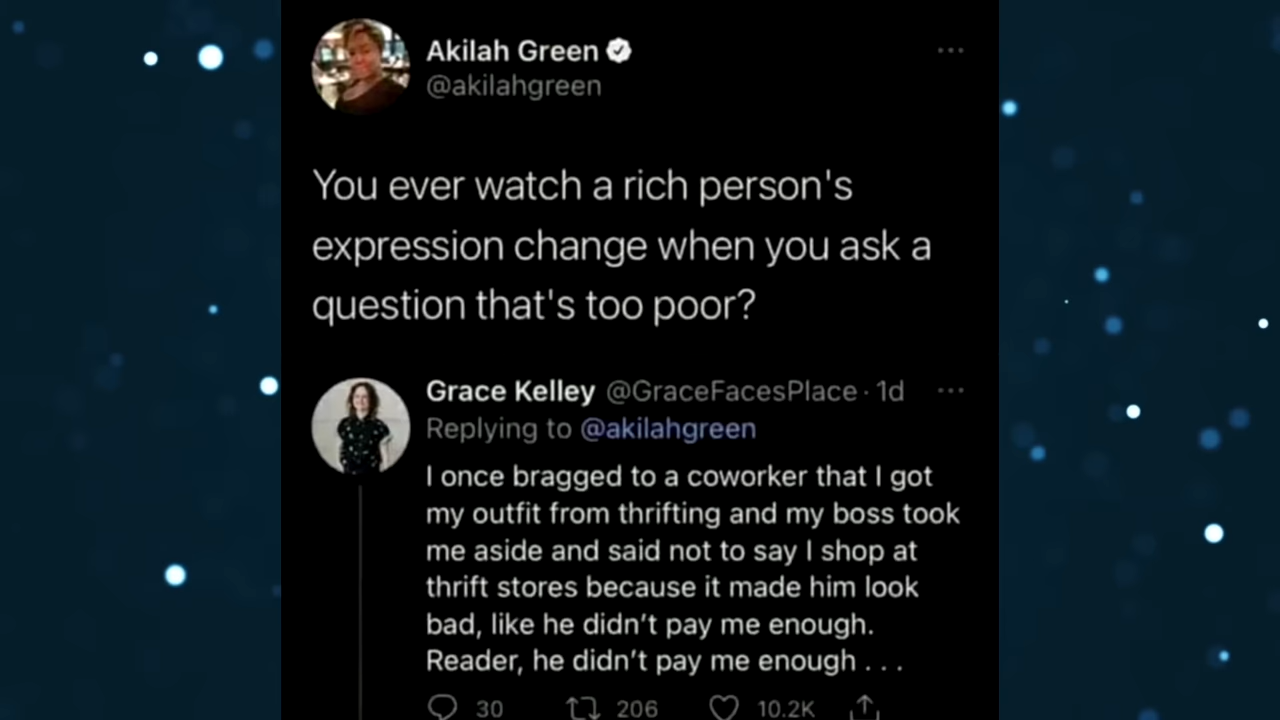 Akilah Green
@akilahgreen
You ever watch a rich person's
expression change when you ask a
question that's too poor?
Grace Kelley @GraceFacesPlace · 1d
Replying to @akilahgreen
I once bragged to a coworker that I got
my outfit from thrifting and my boss took
me aside and said not to say I shop at
thrift stores because it made him look
bad, like he didn’t pay me enough.
Reader, he didn’t pay me enough . . .
30 206 10.2K